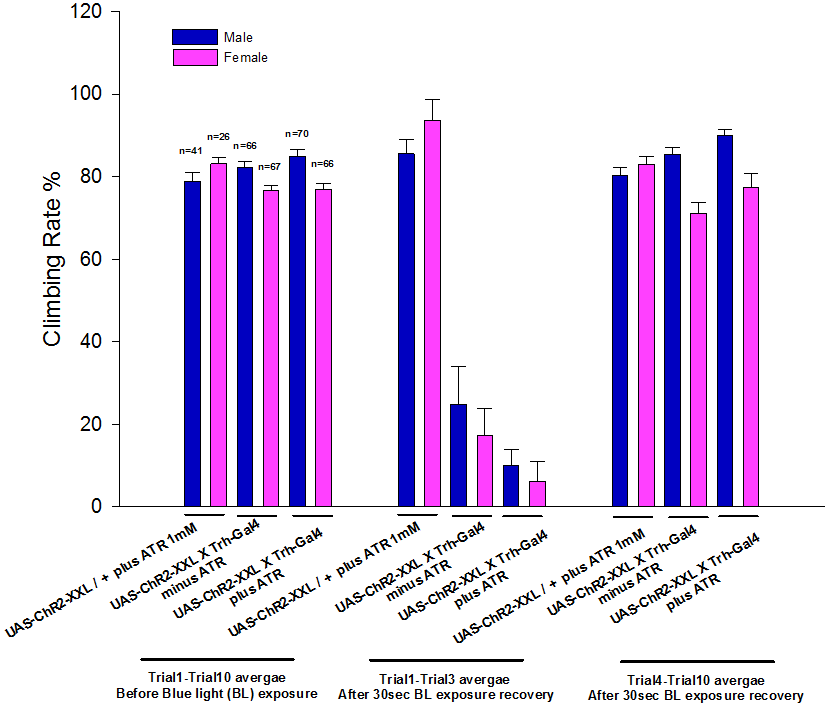 120
100
80
60
40
20
0
Climbing Rate %
Male
Female
n=41
n=26
n=66
n=67
n=70
n=66
UAS-ChR2-XXL / + plus ATR 1mM
UAS-ChR2-XXL X Trh-Gal4
minus ATR
UAS-ChR2-XXL X Trh-Gal4
plus ATR
UAS-ChR2-XXL / + plus ATR 1mM
UAS-ChR2-XXL X Trh-Gal4
minus ATR
UAS-ChR2-XXL X Trh-Gal4
plus ATR
UAS-ChR2-XXL / + plus ATR 1mM
UAS-ChR2-XXL X Trh-Gal4
minus ATR
UAS-ChR2-XXL X Trh-Gal4
plus ATR
Trial1-Trial10 avergae
Before Blue light (BL) exposure
Trial1-Trial3 avergae
After 30sec BL exposure recovery
Trial4-Trial10 avergae
After 30sec BL exposure recovery